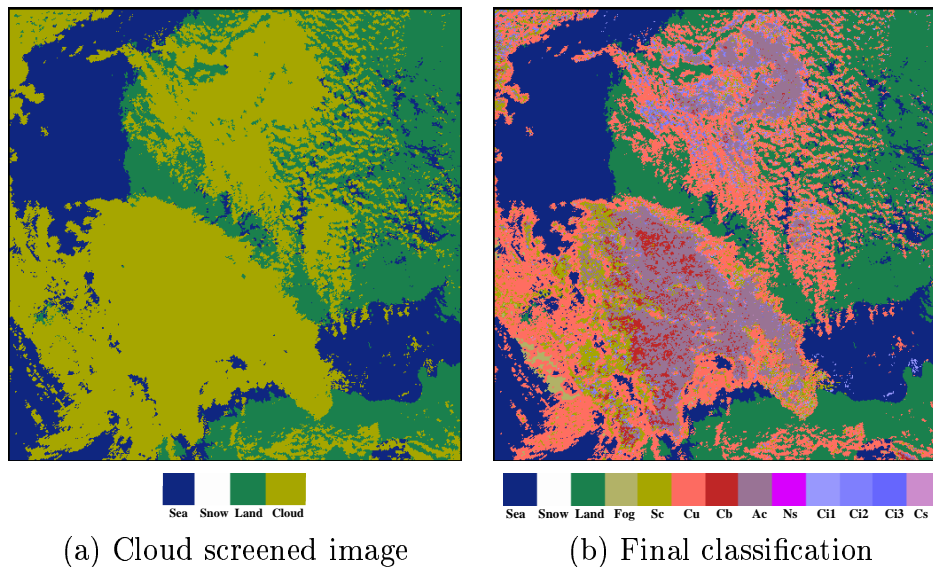 Sea Snow Land Cloud
Sea Snow Land Fog Sc Cu Cb Ac Ns Ci1 Ci2 Ci3 Cs
(a) Cloud screened image
(b) Final classification